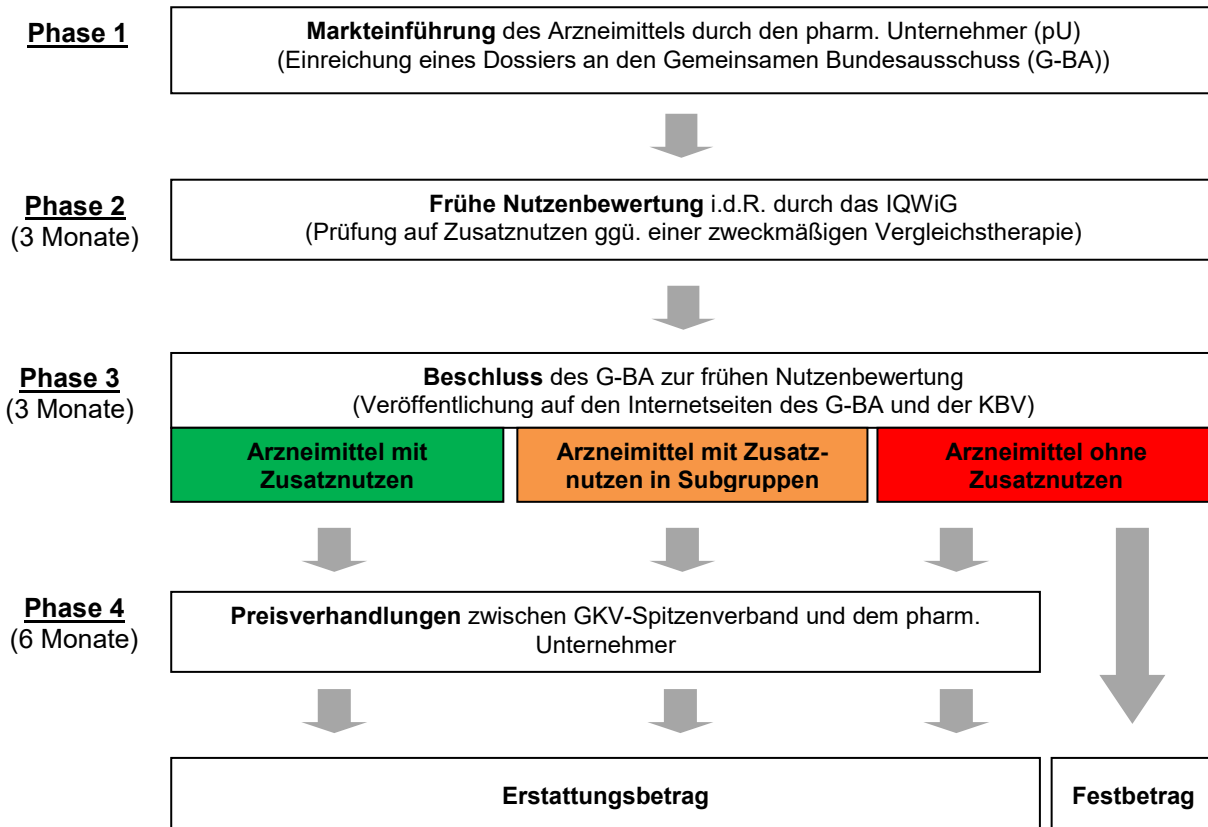 Phase 1
Markteinführung des Arzneimittels durch den pharm. Unternehmer (pU)
(Einreichung eines Dossiers an den Gemeinsamen Bundesausschuss (G-BA))
Phase 2
(3 Monate)
Frühe Nutzenbewertung i.d.R. durch das IQWiG
(Prüfung auf Zusatznutzen ggü. einer zweckmäßigen Vergleichstherapie)
Phase 3
(3 Monate)
Beschluss des G-BA zur frühen Nutzenbewertung
(Veröffentlichung auf den Internetseiten des G-BA und der KBV)
Arzneimittel mit
Zusatznutzen
Arzneimittel mit Zusatz-
nutzen in Subgruppen
Arzneimittel ohne
Zusatznutzen
Phase 4
(6 Monate)
Preisverhandlungen zwischen GKV-Spitzenverband und dem pharm.
Unternehmer
Erstattungsbetrag
Festbetrag